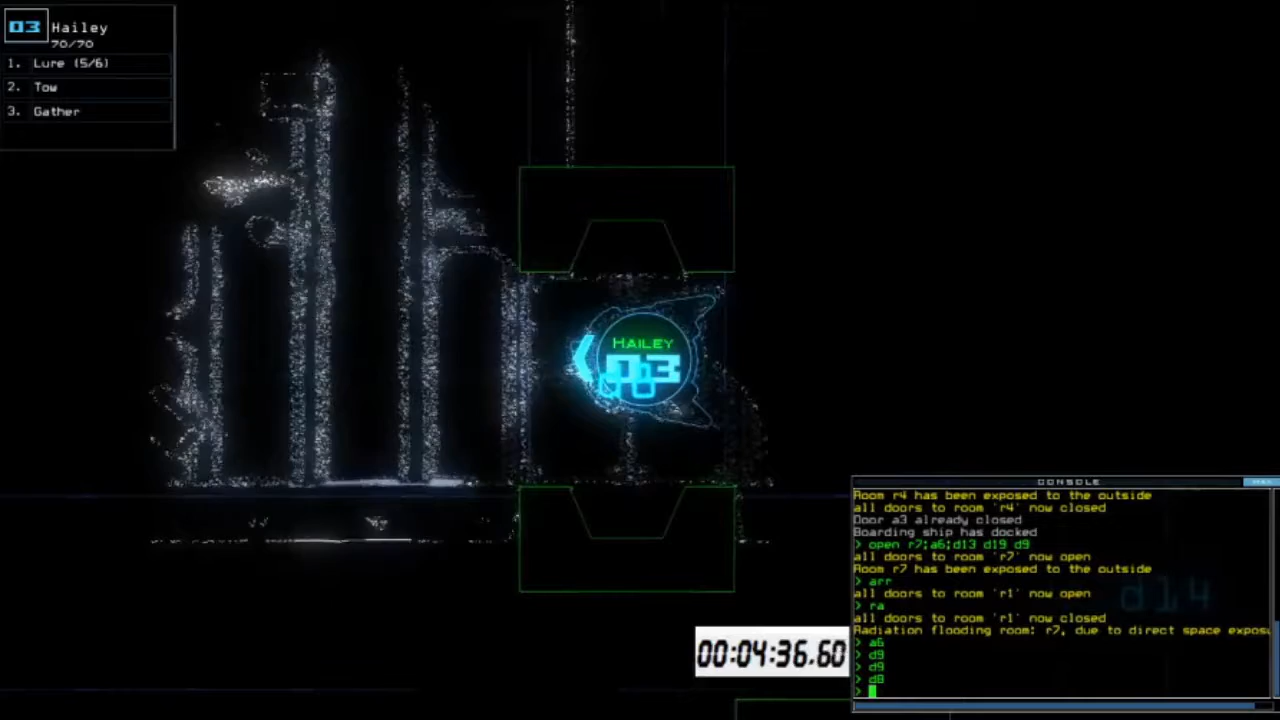 03 Hailey
70/70
1. Lure (5/6)
2. Tow
3. Gather
HAILEY
03
CONSOLE
Room r4 has been exposed to the outside
all doors to room 'r4' now closed
Door a3 already closed
Boarding ship has docked
> open r7;a6;d13 d19 d9
all doors to room 'r7' now open
Room r7 has been exposed to the outside
> arr
all doors to room 'r1' now open
> ra
all doors to room 'r1' now closed
Radiation flooding room: r7, due to direct space exposu
> a6
> d9
> d9
> d8
>
d14
00:04:36.60